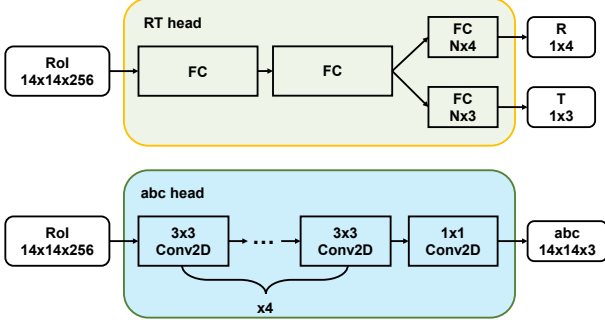 RT head
RoI
14x14x256
FC
FC
FC
Nx4
R
1x4
FC
Nx3
T
1x3
abc head
RoI
14x14x256
3x3
Conv2D
...
3x3
Conv2D
1x1
Conv2D
abc
14x14x3
x4